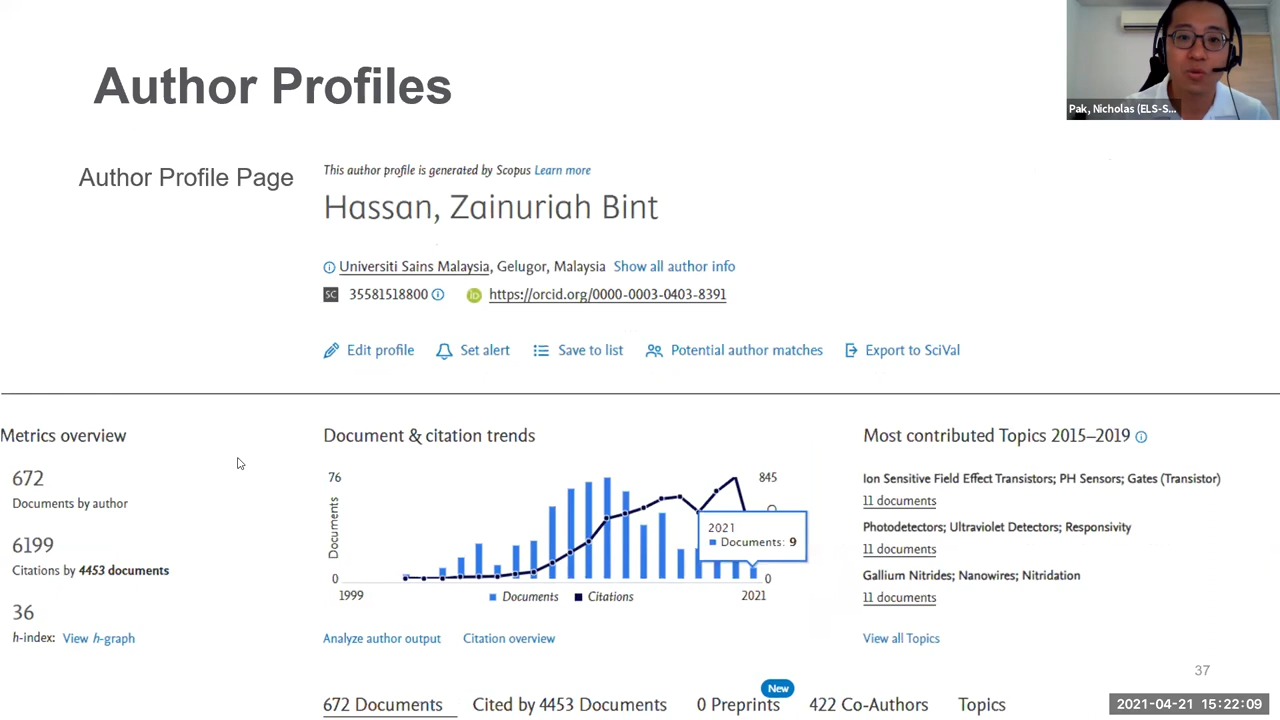 Author Profiles
Pak, Nicholas (ELS-S...
Author Profile Page
This author profile is generated by Scopus Learn more
Hassan, Zainuriah Bint
Universiti Sains Malaysia, Gelugor, Malaysia Show all author info
SC 35581518800 iD https://orcid.org/0000-0003-0403-8391
Edit profile Set alert Save to list Potential author matches Export to SciVal
Metrics overview
672
Documents by author
6199
Citations by 4453 documents
36
h-index: View h-graph
Document & citation trends
76
845
Documents
0
0
1999
2021
2021
Documents: 9
Documents Citations
Analyze author output Citation overview
Most contributed Topics 2015–2019
Ion Sensitive Field Effect Transistors; PH Sensors; Gates (Transistor)
11 documents
Photodetectors; Ultraviolet Detectors; Responsivity
11 documents
Gallium Nitrides; Nanowires; Nitridation
11 documents
View all Topics
37
New
672 Documents Cited by 4453 Documents 0 Preprints 422 Co-Authors Topics
2021-04-21 15:22:09